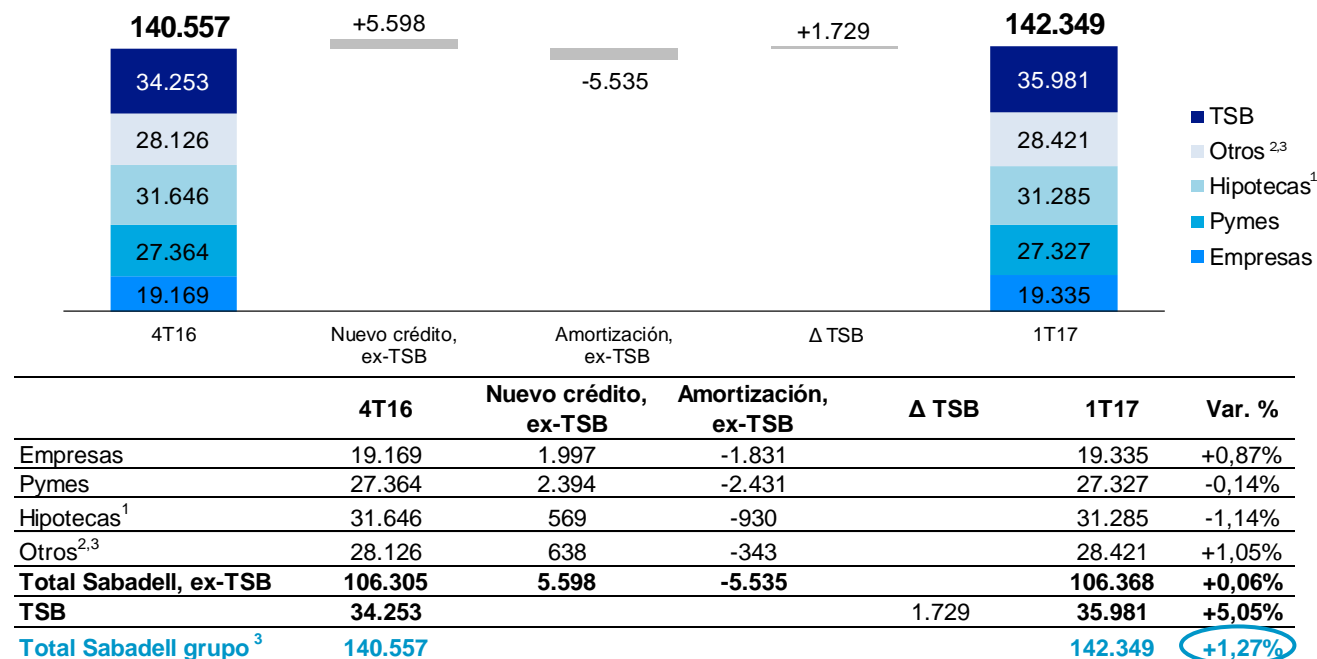 140.557 +5.598 +1.729 142.349
34.253 -5.535 35.981
28.126 28.421
31.646 31.285
27.364 27.327
19.169 19.335
TSB
Otros 2,3
Hipotecas1
Pymes
Empresas
4T16 Nuevo crédito, Amortización, Δ TSB 1T17
ex-TSB ex-TSB
4T16 Nuevo crédito, Amortización, Δ TSB 1T17 Var. %
ex-TSB ex-TSB
Empresas 19.169 1.997 -1.831 19.335 +0,87%
Pymes 27.364 2.394 -2.431 27.327 -0,14%
Hipotecas1 31.646 569 -930 31.285 -1,14%
Otros2,3 28.126 638 -343 28.421 +1,05%
Total Sabadell, ex-TSB 106.305 5.598 -5.535 106.368 +0,06%
TSB 34.253 1.729 35.981 +5,05%
Total Sabadell grupo 3 140.557 142.349 +1,27%